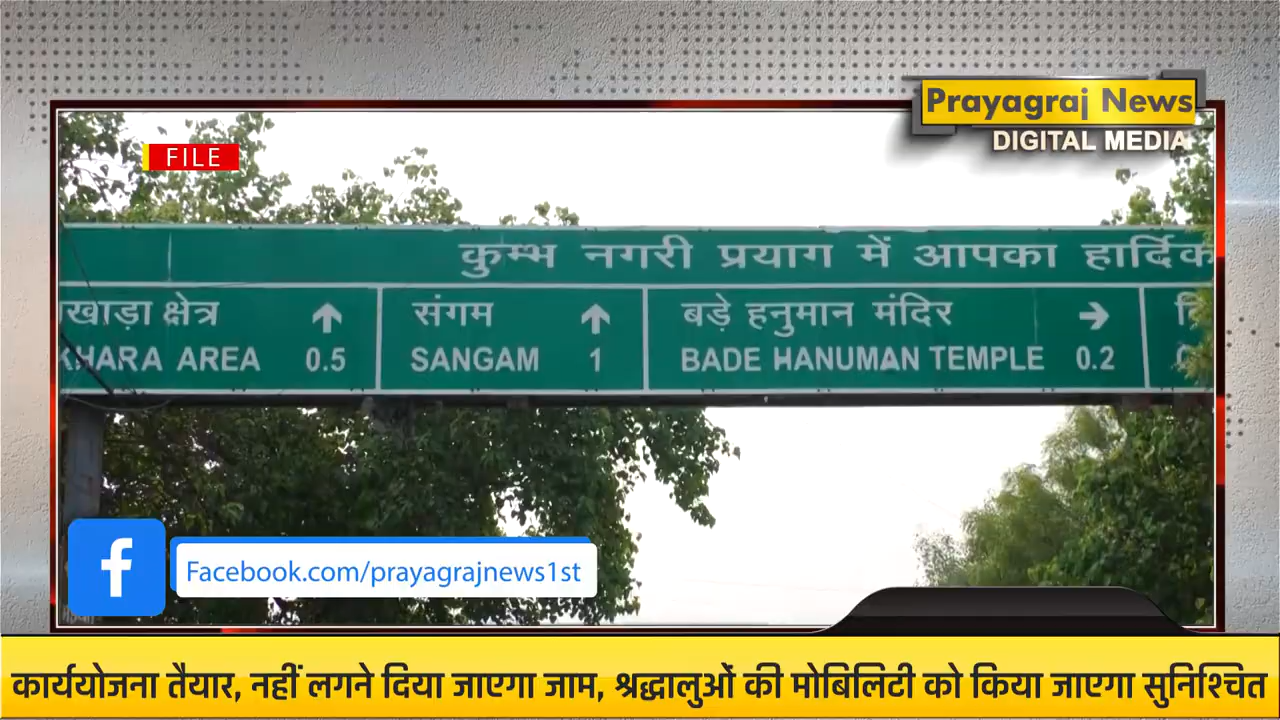 Prayagraj News
DIGITAL MEDIA
FILE
कुम्भ नगरी प्रयाग में आपका हार्दिक
खाड़ा क्षेत्र
KHARA AREA 0.5
संगम
SANGAM 1
बड़े हनुमान मंदिर
BADE HANUMAN TEMPLE 0.2
Facebook.com/prayagrajnews1st
कार्ययोजना तैयार, नहीं लगने दिया जाएगा जाम, श्रद्धालुओं की मोबिलिटी को किया जाएगा सुनिश्चित